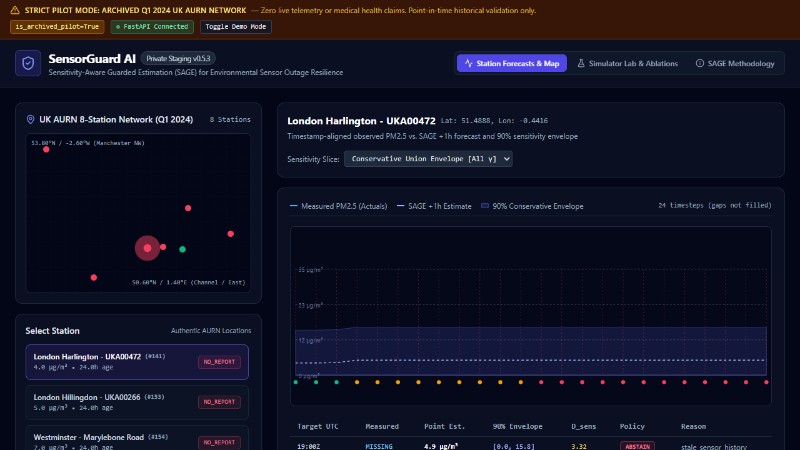 STRICT PILOT MODE: ARCHIVED Q1 2024 UK AURN NETWORK — Zero live telemetry or medical health claims. Point-in-time historical validation only.
is_archived_pilot=True FastAPI Connected Toggle Demo Mode
SensorGuard AI Private Staging v0.5.3
Sensitivity-Aware Guarded Estimation (SAGE) for Environmental Sensor Outage Resilience
Station Forecasts & Map Simulator Lab & Ablations SAGE Methodology
UK AURN 8-Station Network (Q1 2024) 8 Stations
53.80°N / -2.60°W (Manchester NW)
50.60°N / 1.40°E (Channel / East)
Select Station Authentic AURN Locations
London Harlington - UKA00472 (#141)
4.0 µg/m³ • 24.0h age
ND_REPORT
London Hillingdon - UKA00266 (#153)
5.0 µg/m³ • 24.0h age
ND_REPORT
Westminster - Marylebone Road (#154)
7.0 µg/m³ • 24.0h age
ND_REPORT
London Harlington - UKA00472 Lat: 51.4888, Lon: -0.4416
Timestamp-aligned observed PM2.5 vs. SAGE +1h forecast and 90% sensitivity envelope
Sensitivity Slice: Conservative Union Envelope [All γ]
Measured PM2.5 (Actuals) SAGE +1h Estimate 90% Conservative Envelope 24 timesteps (gaps not filled)
35 µg/m³
23 µg/m³
12 µg/m³
0 µg/m³
Target UTC Measured Point Est. 90% Envelope D_sens Policy Reason
19:00Z MISSING 4.9 µg/m³ [0.0, 15.8] 3.32 ABSTAIN stale_sensor_history